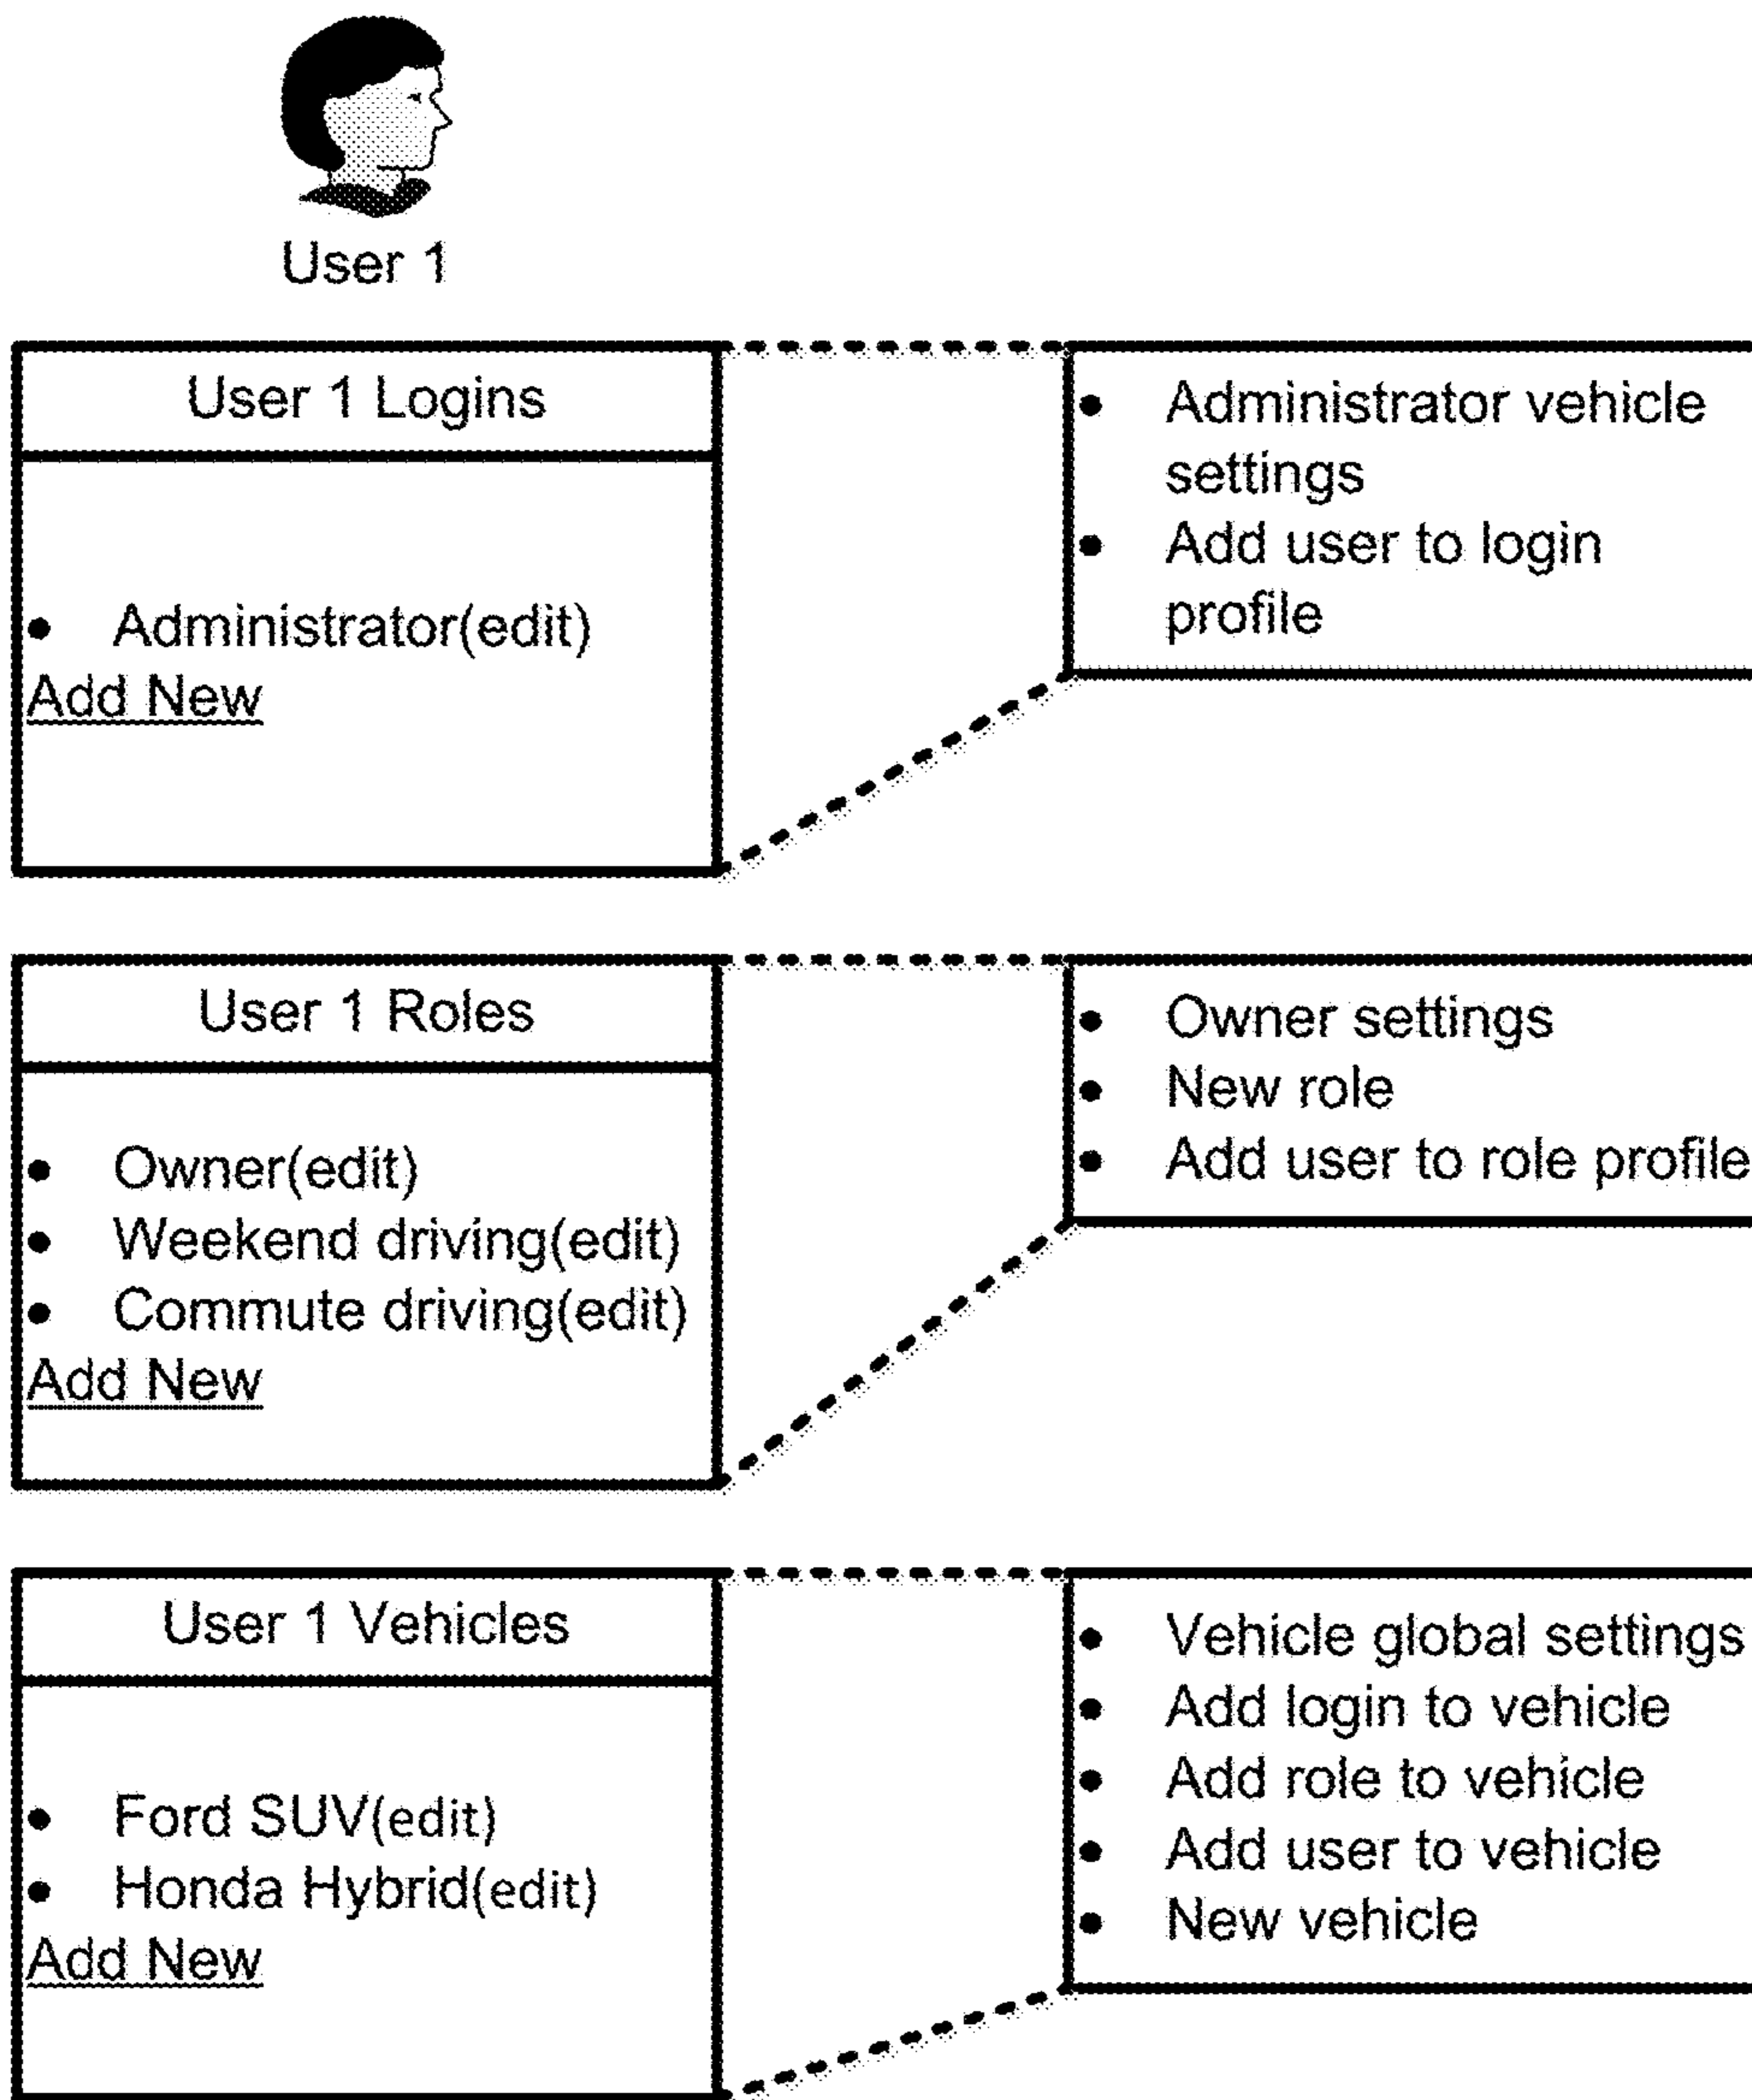 User 1
User 1 Logins
• Administrator(edit)
Add New
• Administrator vehicle
settings
• Add user to login
profile
User 1 Roles
• Owner(edit)
• Weekend driving(edit)
• Commute driving(edit)
Add New
• Owner settings
• New role
• Add user to role profile
User 1 Vehicles
• Ford SUV(edit)
• Honda Hybrid(edit)
Add New
• Vehicle global settings
• Add login to vehicle
• Add role to vehicle
• Add user to vehicle
• New vehicle